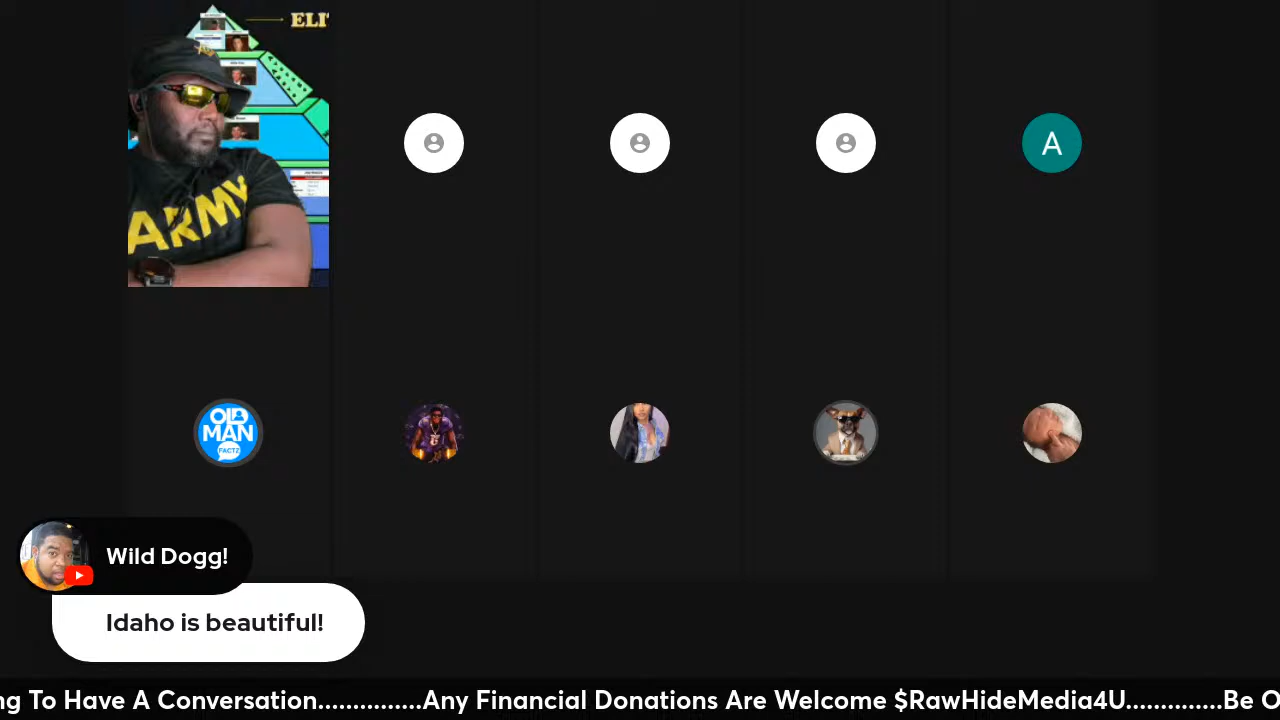 ELI
ARMY
A
OLD
MAN
FACTZ
Wild Dogg!
Idaho is beautiful!
ng To Have A Conversation...............Any Financial Donations Are Welcome $RawHideMedia4U..............Be O